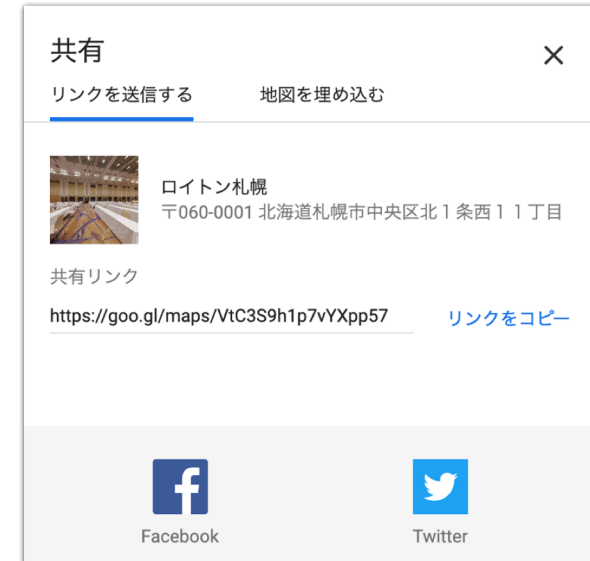 共有
リンクを送信する 地図を埋め込む
ロイトン札幌
〒060-0001 北海道札幌市中央区北１条西１１丁目
共有リンク
https://goo.gl/maps/VtC3S9h1p7vYXpp57 リンクをコピー
Facebook Twitter